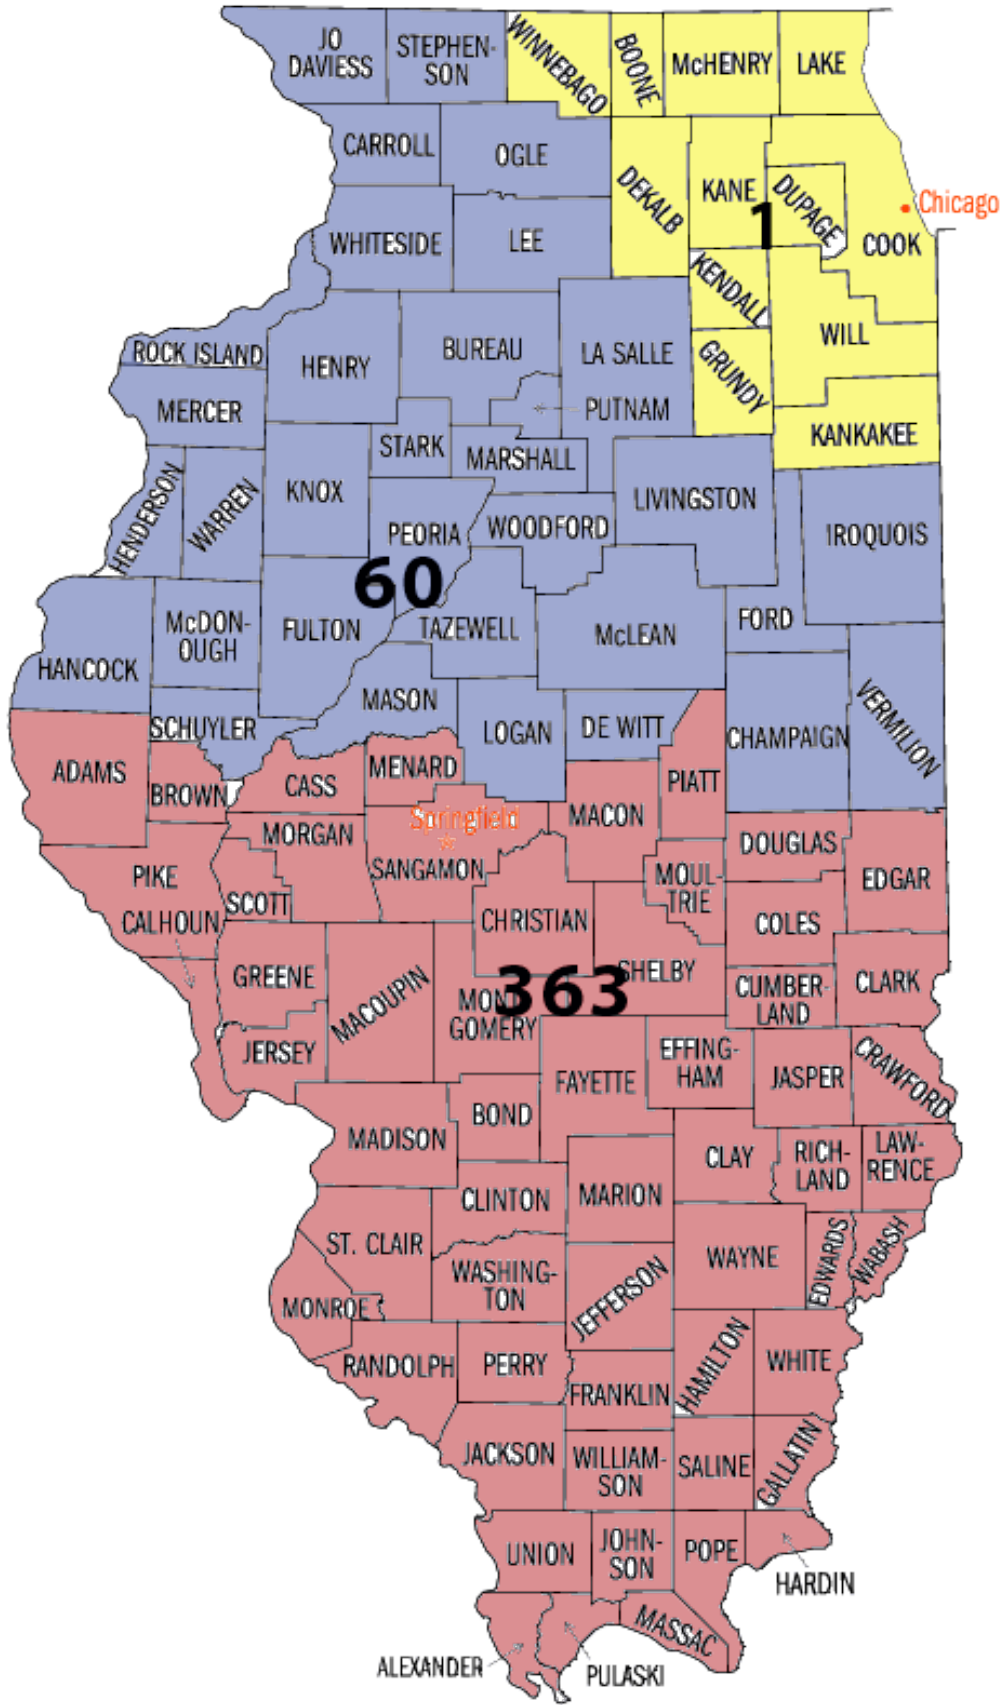 JO
DAVIESS
STEPHEN-
SON
WINNEBAGO
BOONE
McHENRY
LAKE
CARROLL
OGLE
DEKALB
KANE
DUPAGE
1
Chicago
COOK
WHITESIDE
LEE
KENDALL
WILL
ROCK ISLAND
HENRY
BUREAU
LA SALLE
GRUNDY
MERCER
PUTNAM
KANKAKEE
STARK
MARSHALL
HENDERSON
WARREN
KNOX
PEORIA
WOODFORD
LIVINGSTON
IROQUOIS
60
McDON-
OUGH
FULTON
TAZEWELL
McLEAN
FORD
HANCOCK
MASON
SCHUYLER
LOGAN
DE WITT
CHAMPAIGN
VERMILION
ADAMS
BROWN
CASS
MENARD
PIATT
Springfield
MACON
MORGAN
SANGAMON
DOUGLAS
PIKE
SCOTT
MOUL-
TRIE
EDGAR
CALHOUN
CHRISTIAN
COLES
GREENE
MACOUPIN
MONT
GOMERY
363
SHELBY
CUMBER-
LAND
CLARK
JERSEY
FAYETTE
EFFING-
HAM
JASPER
CRAWFORD
MADISON
BOND
CLAY
RICH-
LAND
LAW-
RENCE
CLINTON
MARION
ST. CLAIR
WASHING-
TON
JEFFERSON
WAYNE
EDWARDS
WABASH
MONROE
RANDOLPH
PERRY
FRANKLIN
HAMILTON
WHITE
JACKSON
WILLIAM-
SON
SALINE
GALLATIN
UNION
JOHN-
SON
POPE
HARDIN
MASSAC
ALEXANDER
PULASKI